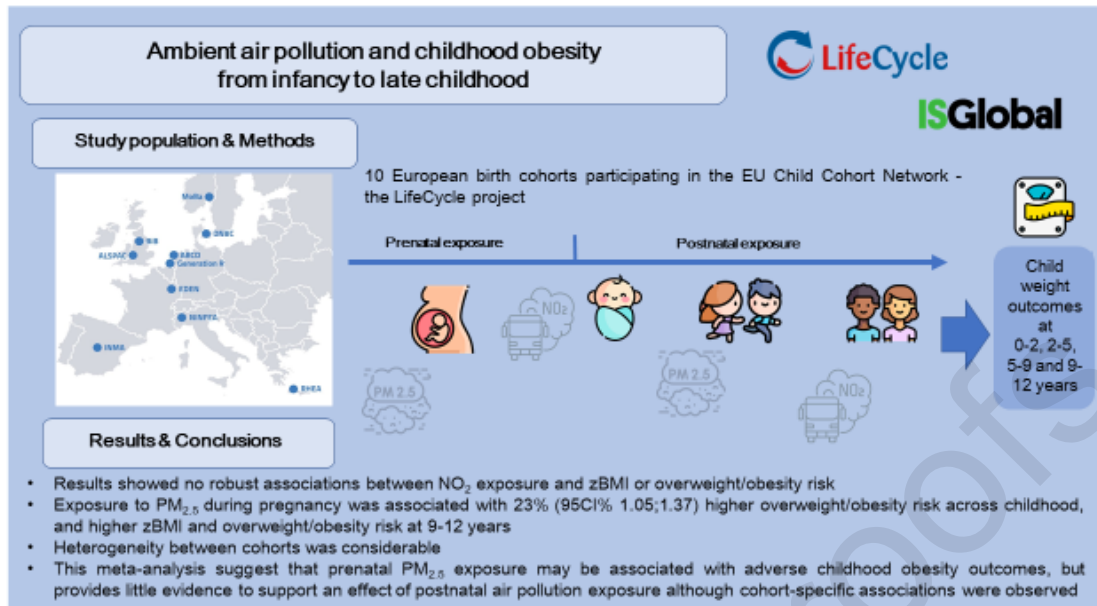 Ambient air pollution and childhood obesity
from infancy to late childhood
LifeCycle
ISGlobal
Study population & Methods
10 European birth cohorts participating in the EU Child Cohort Network -
the LifeCycle project
MoBa
DNBC
BiB
ALSPAC
ABCD
Generation R
EDEN
NINFEA
INMA
RHEA
Prenatal exposure
Postnatal exposure
NO₂
PM 2.5
PM 2.5
NO₂
Child
weight
outcomes
at
0-2, 2-5,
5-9 and 9-
12 years
Results & Conclusions
• Results showed no robust associations between NO₂ exposure and zBMI or overweight/obesity risk
• Exposure to PM₂.₅ during pregnancy was associated with 23% (95CI% 1.05;1.37) higher overweight/obesity risk across childhood,
and higher zBMI and overweight/obesity risk at 9-12 years
• Heterogeneity between cohorts was considerable
• This meta-analysis suggest that prenatal PM₂.₅ exposure may be associated with adverse childhood obesity outcomes, but
provides little evidence to support an effect of postnatal air pollution exposure although cohort-specific associations were observed
proofs